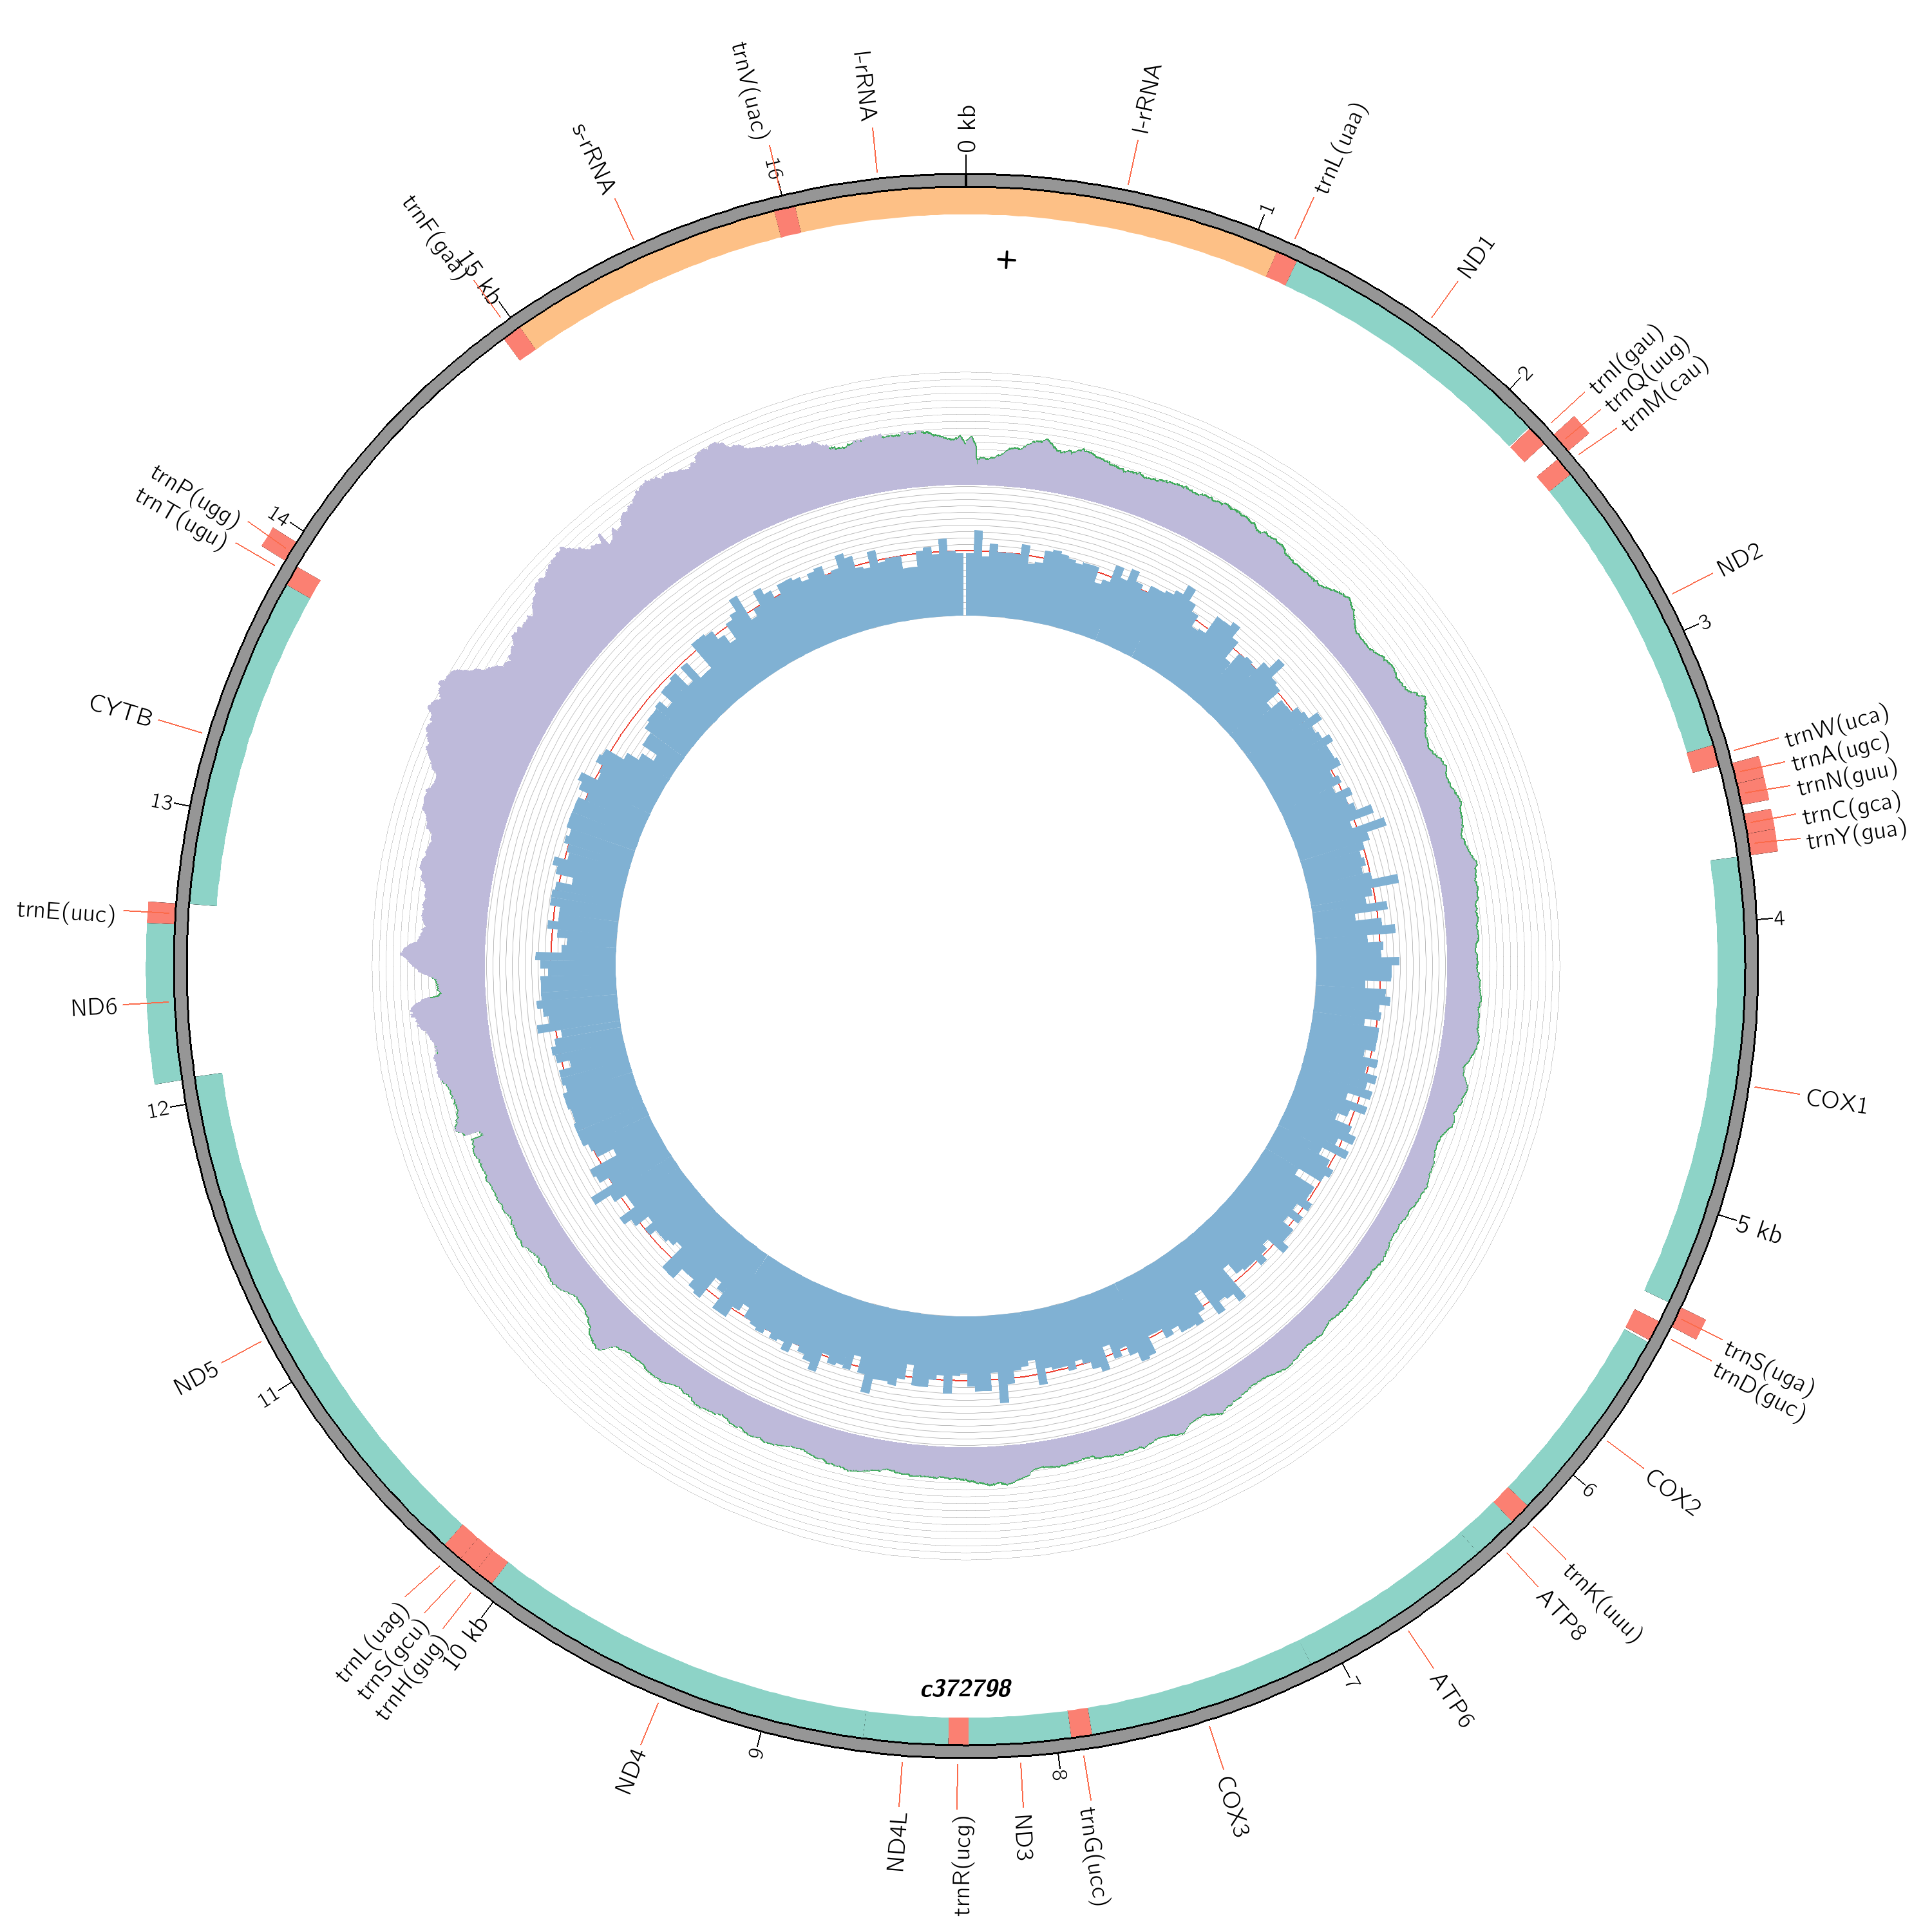 0 kb
l-rRNA
1
trnL(uaa)
ND1
2
trnI(gau)
trnQ(uug)
trnM(cau)
ND2
3
trnW(uca)
trnA(ugc)
trnN(guu)
trnC(gca)
trnY(gua)
4
COX1
5 kb
trnS(uga)
trnD(guc)
COX2
6
trnK(uuu)
ATP8
ATP6
7
COX3
trnG(ucc)
8
ND3
trnR(ucg)
ND4L
9
ND4
10 kb
trnH(gug)
trnS(gcu)
trnL(uag)
11
ND5
12
ND6
trnE(uuc)
13
CYTB
trnT(ugu)
trnP(ugg)
14
trnF(gaa)
15 kb
s-rRNA
trnV(uac)
16
l-rRNA
+
c372798